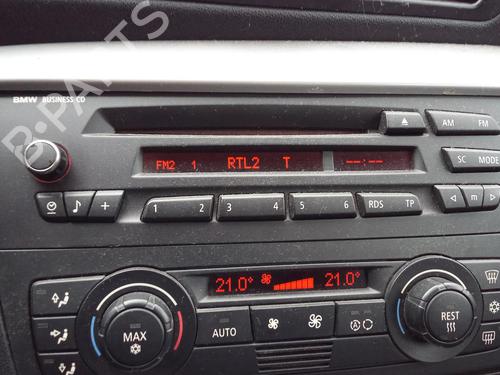 BMW BUSINESS CD
AM FM
FM2 1 RTL2 T --:--
SC MODE
1 2 3 4 5 6 RDS TP
m
21.0° 21.0°
MAX
AUTO
REST
B-PARTS